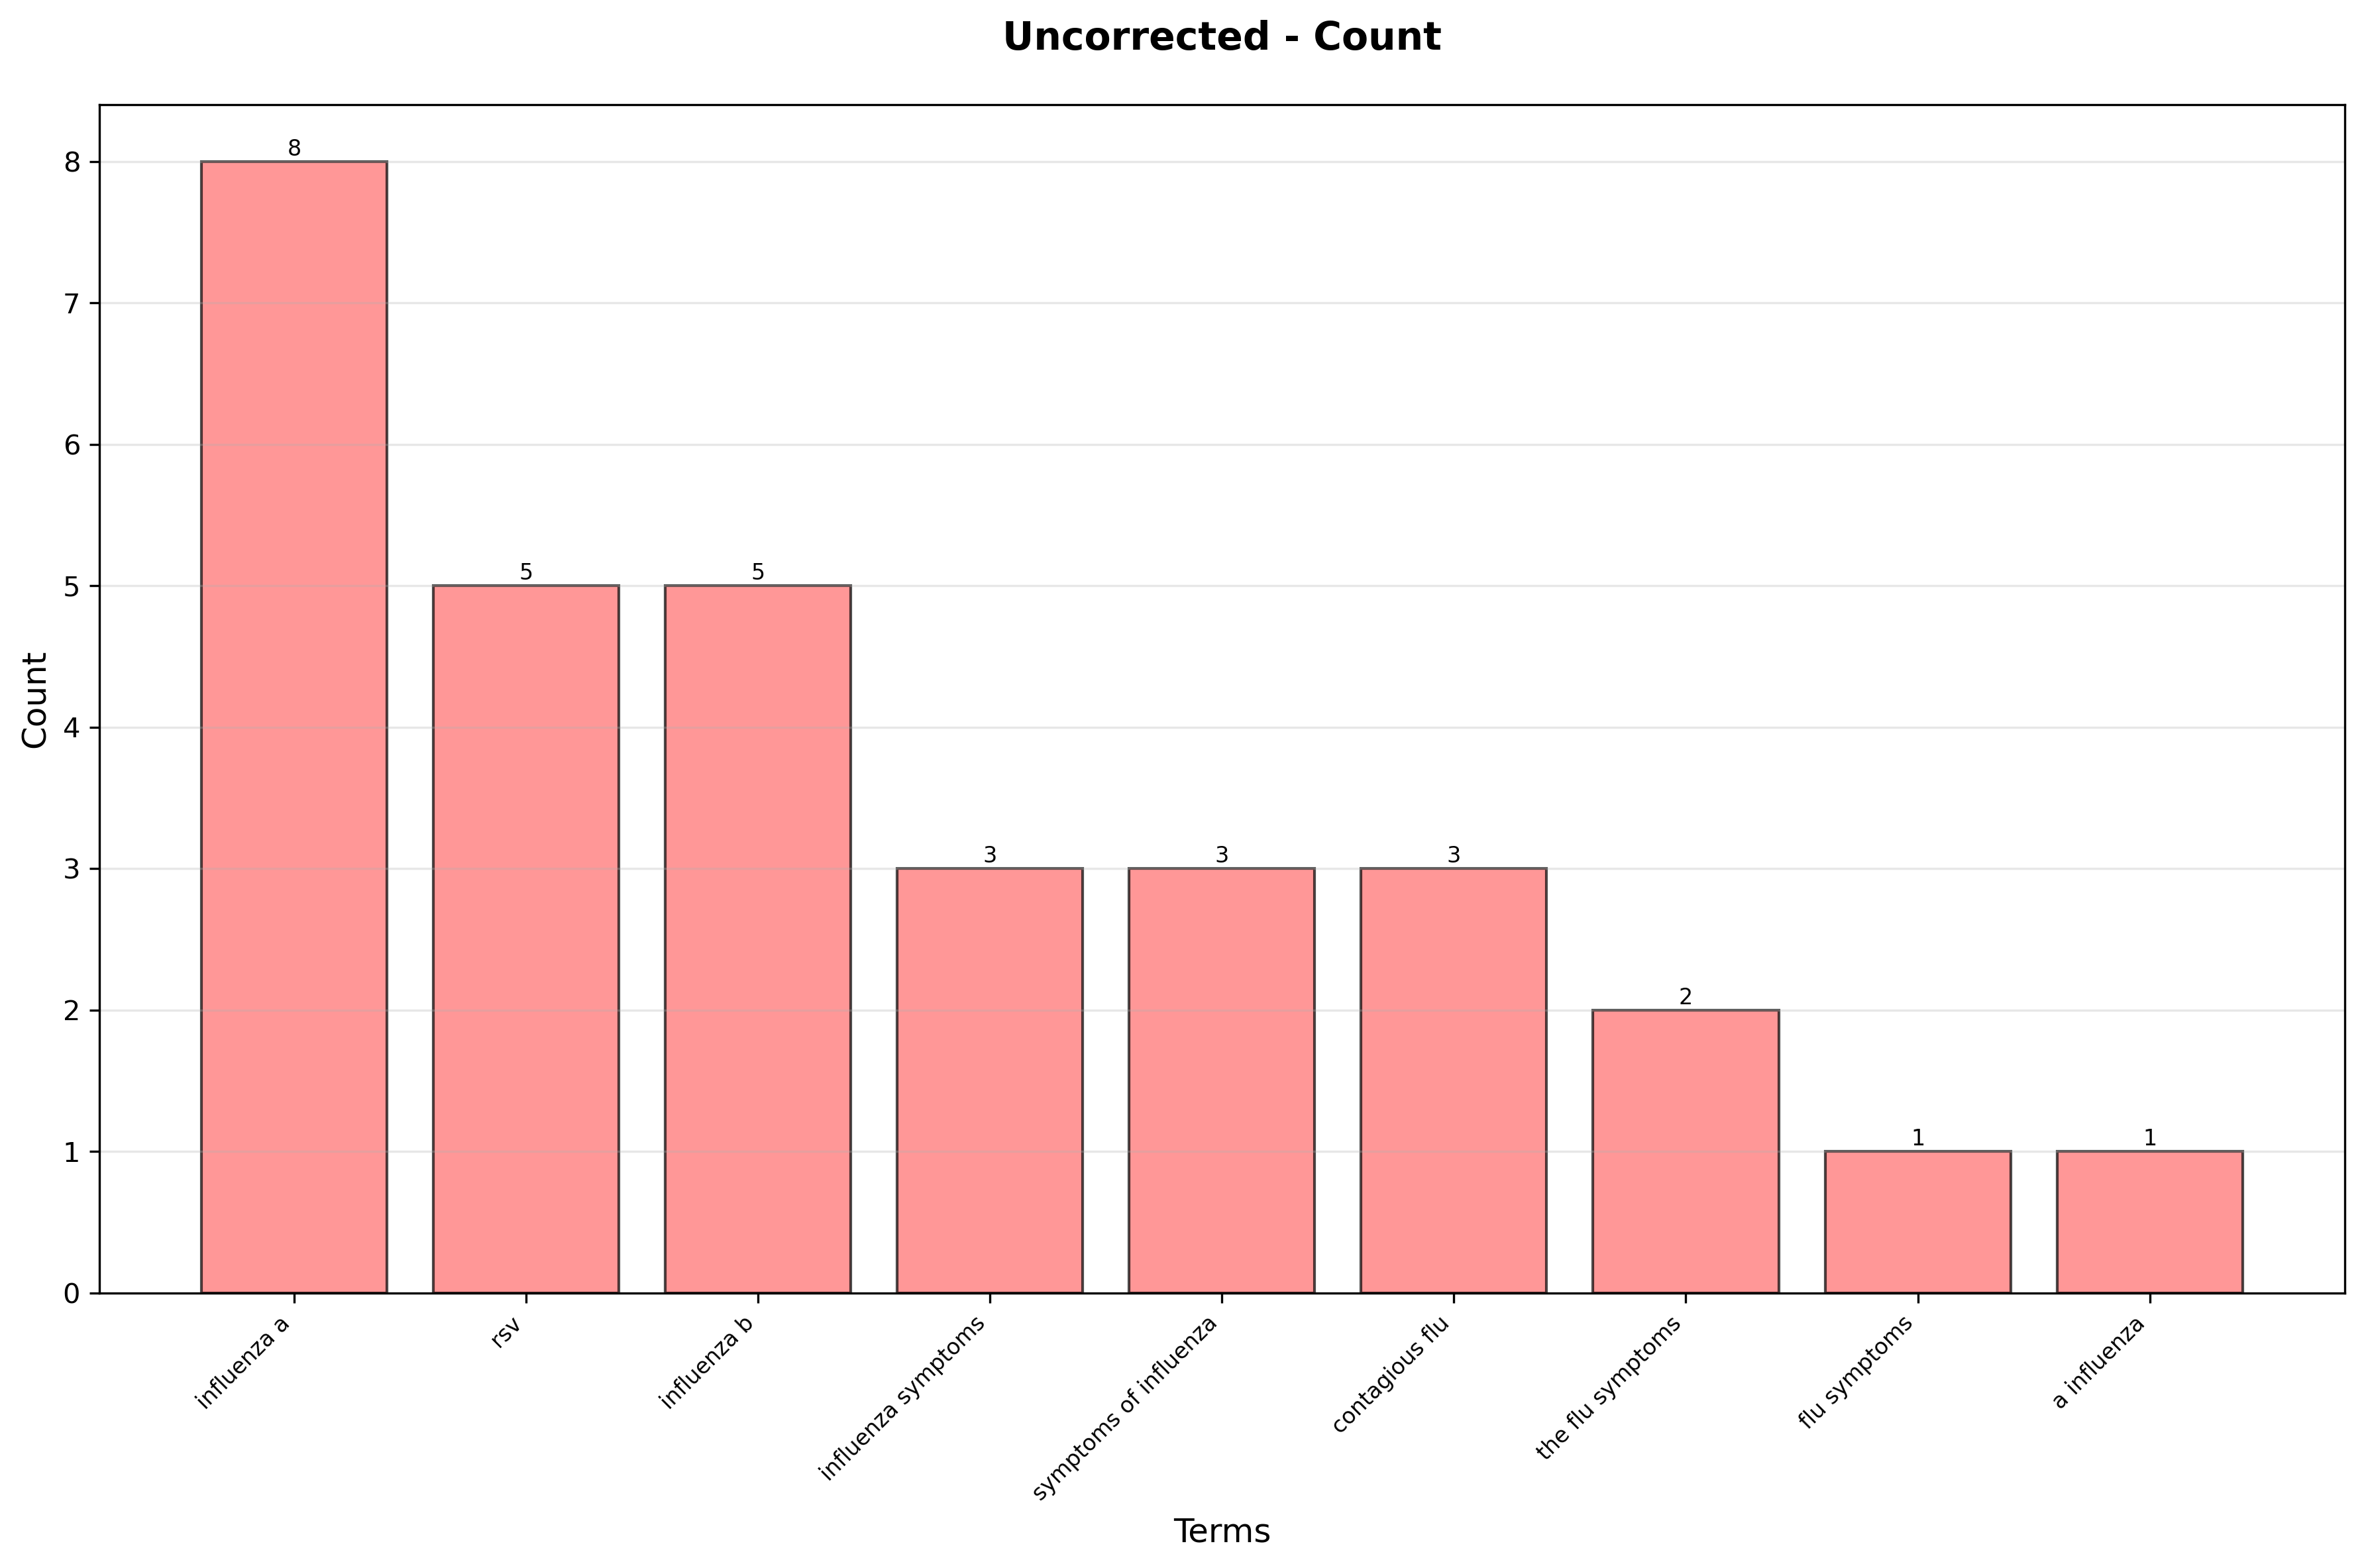 Uncorrected - Count
Count
8
7
6
5
4
3
2
1
0
8
5
5
3
3
3
2
1
1
influenza a
rsv
influenza b
influenza symptoms
symptoms of influenza
contagious flu
the flu symptoms
flu symptoms
a influenza
Terms